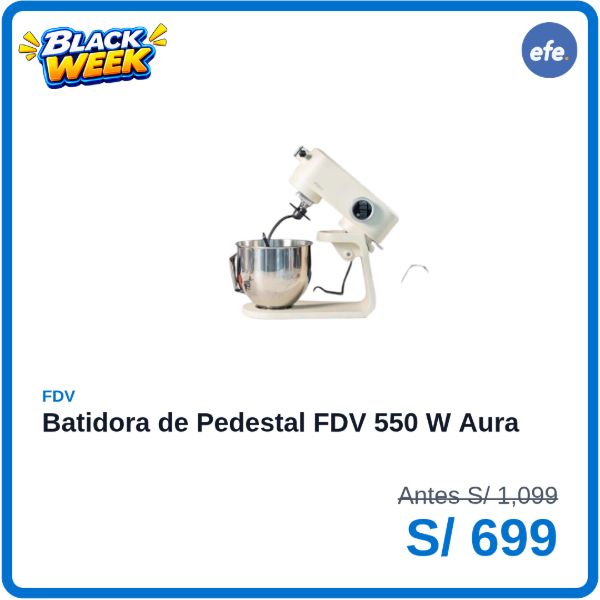 BLACK
WEEK
efe.
FDV
Batidora de Pedestal FDV 550 W Aura
Antes S/ 1,099
S/ 699